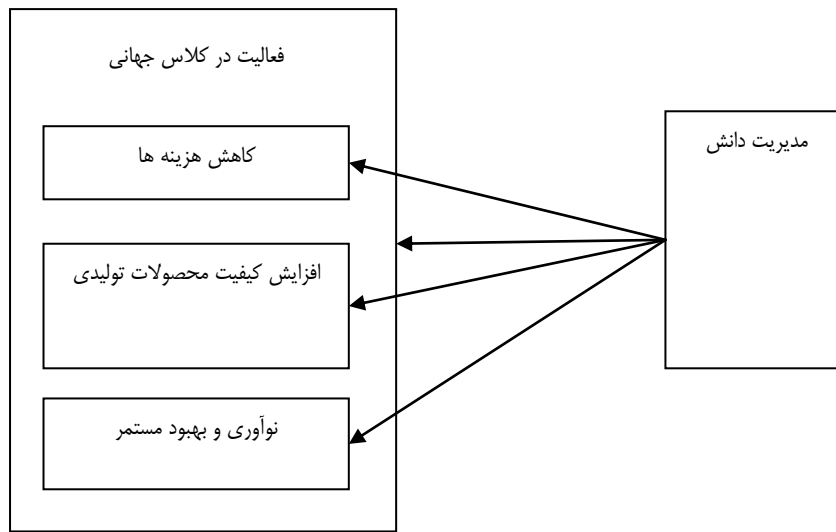 فعالیت در کلاس جهانی
مدیریت دانش
کاهش هزینه ها
افزایش کیفیت محصولات تولیدی
نوآوری و بهبود مستمر